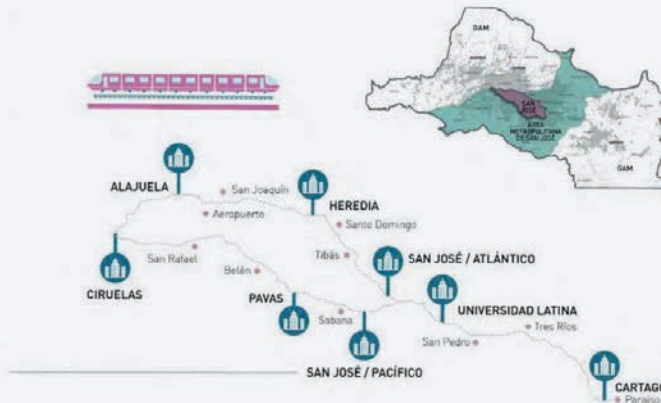 GAM
SAN
JOSÉ
ÁREA
METROPOLITANA
DE SAN JOSÉ
GAM
ALAJUELA
San Joaquín
HEREDIA
Aeropuerto
Santo Domingo
San Rafael
Tibás
SAN JOSÉ / ATLÁNTICO
CIRUELAS
Belén
PAVAS
Sabana
UNIVERSIDAD LATINA
San Pedro
Tres Ríos
SAN JOSÉ / PACÍFICO
CARTAGO
Paraíso